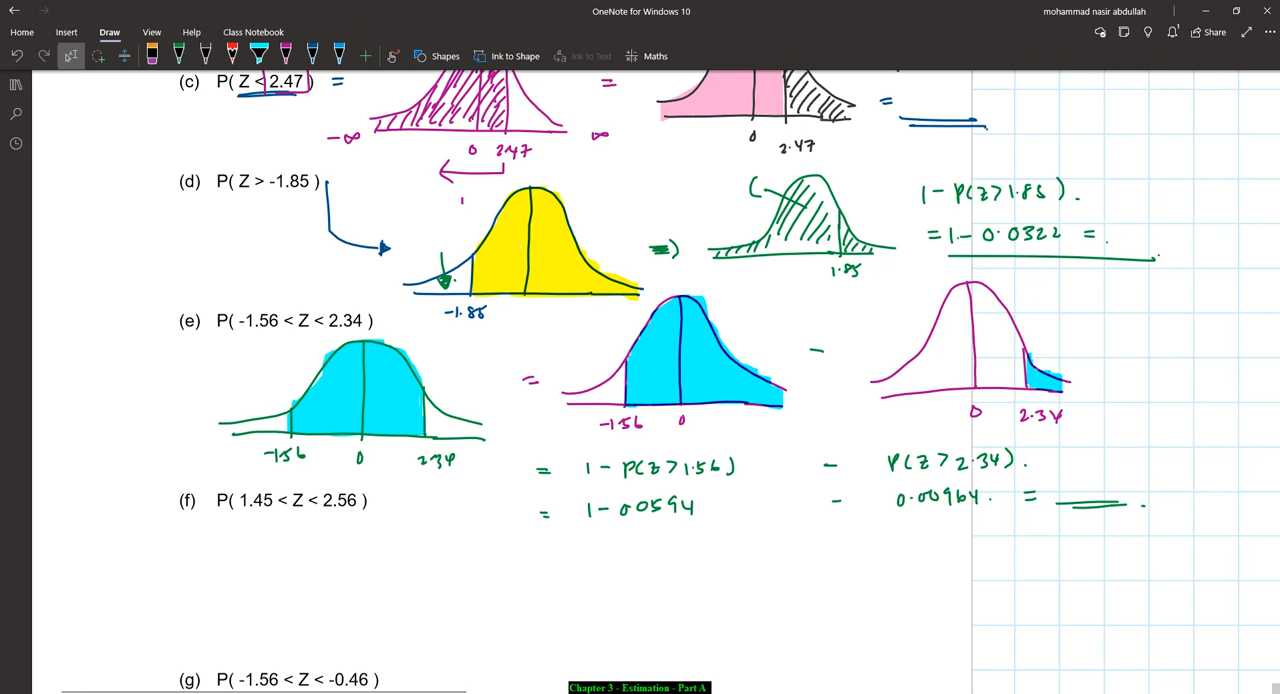 OneNote for Windows 10
mohammad nasir abdullah
Home Insert Draw View Help Class Notebook
Share
Shapes Ink to Shape Ink to Text Maths
(c) P( Z < 2.47 ) = = =
-∞ 0 2.47 ∞
0 2.47
(d) P( Z > -1.85 )
1 - P(Z>1.85).
= 1 - 0.0322 =
1.85
-1.85
(e) P( -1.56 < Z < 2.34 )
= -
-1.56 0
0 2.34
-1.56 0 2.34
= 1 - P(Z>1.56) - P(Z>2.34).
(f) P( 1.45 < Z < 2.56 )
= 1 - 0.0594 - 0.00964. =
(g) P( -1.56 < Z < -0.46 )
Chapter 3 - Estimation - Part A